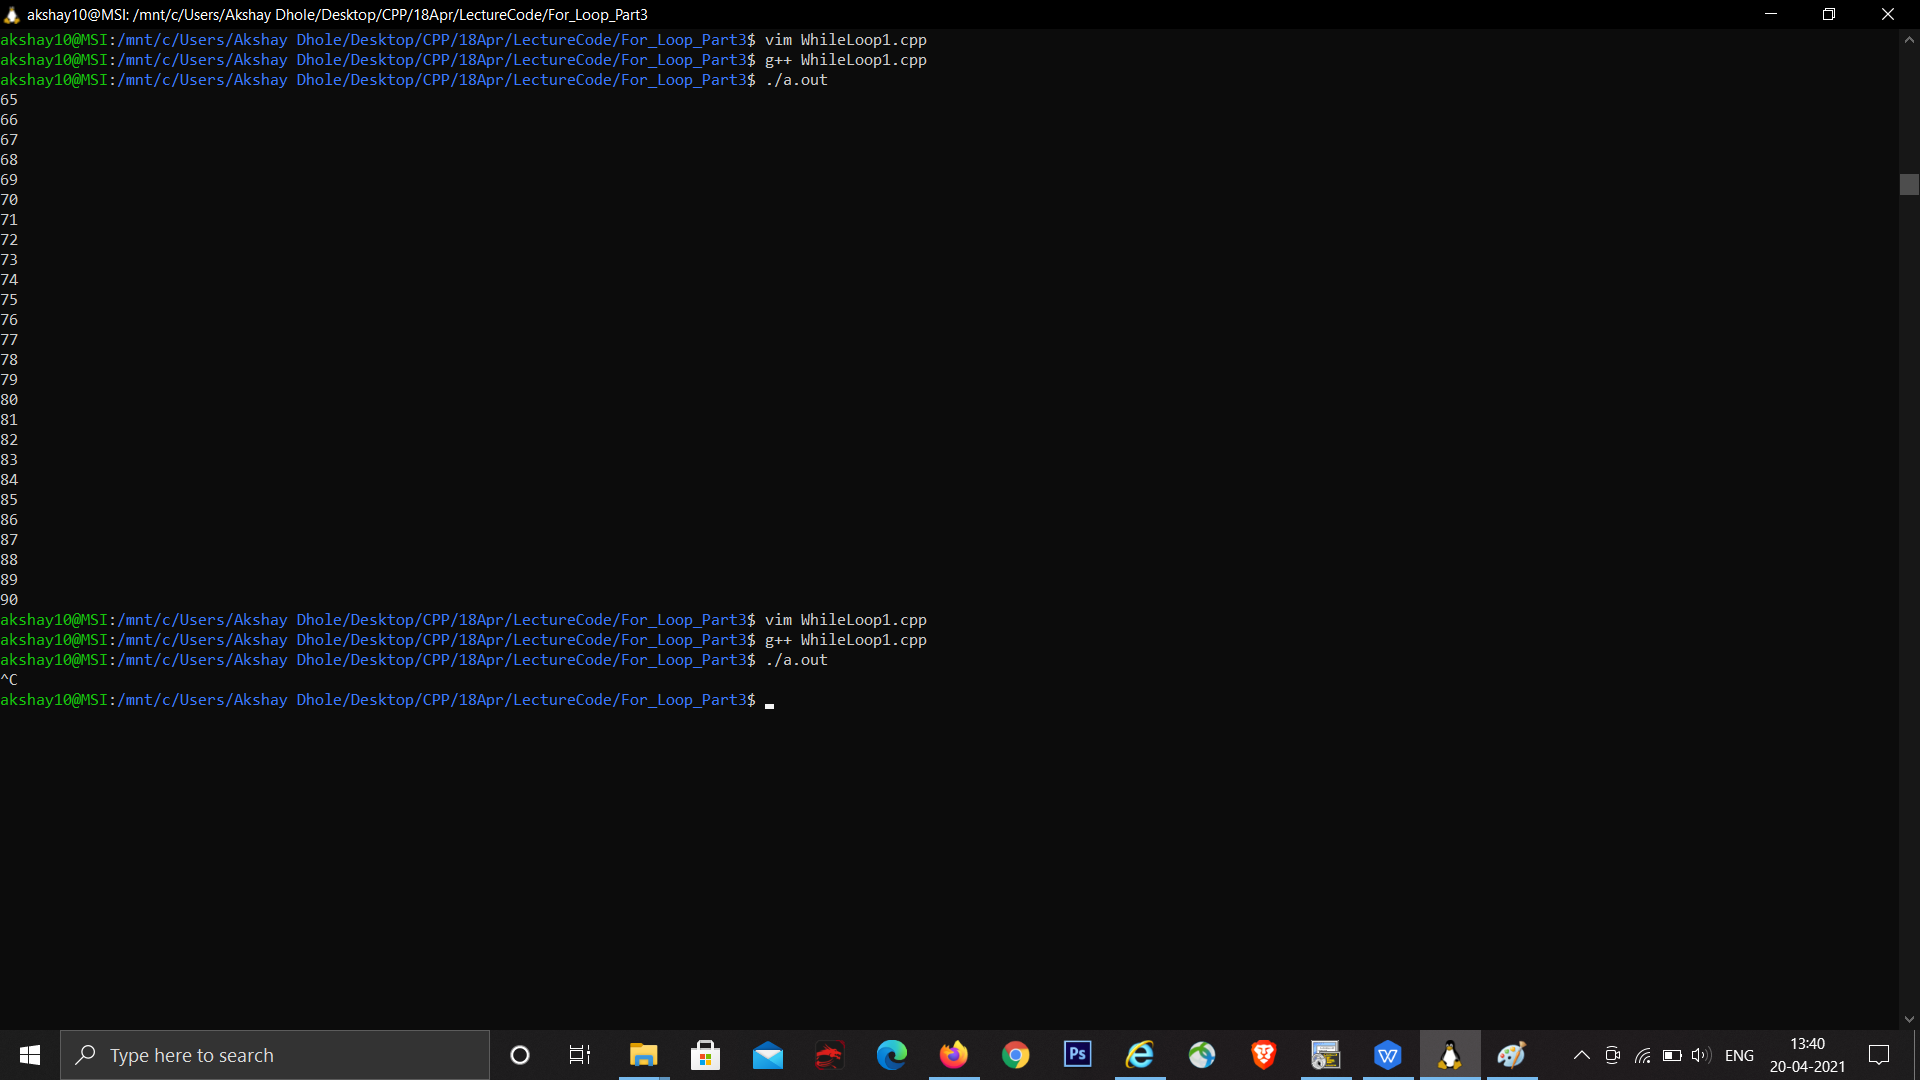 akshay10@MSI: /mnt/c/Users/Akshay Dhole/Desktop/CPP/18Apr/LectureCode/For_Loop_Part3
akshay10@MSI:/mnt/c/Users/Akshay Dhole/Desktop/CPP/18Apr/LectureCode/For_Loop_Part3$ vim WhileLoop1.cpp
akshay10@MSI:/mnt/c/Users/Akshay Dhole/Desktop/CPP/18Apr/LectureCode/For_Loop_Part3$ g++ WhileLoop1.cpp
akshay10@MSI:/mnt/c/Users/Akshay Dhole/Desktop/CPP/18Apr/LectureCode/For_Loop_Part3$ ./a.out
65
66
67
68
69
70
71
72
73
74
75
76
77
78
79
80
81
82
83
84
85
86
87
88
89
90
akshay10@MSI:/mnt/c/Users/Akshay Dhole/Desktop/CPP/18Apr/LectureCode/For_Loop_Part3$ vim WhileLoop1.cpp
akshay10@MSI:/mnt/c/Users/Akshay Dhole/Desktop/CPP/18Apr/LectureCode/For_Loop_Part3$ g++ WhileLoop1.cpp
akshay10@MSI:/mnt/c/Users/Akshay Dhole/Desktop/CPP/18Apr/LectureCode/For_Loop_Part3$ ./a.out
^C
akshay10@MSI:/mnt/c/Users/Akshay Dhole/Desktop/CPP/18Apr/LectureCode/For_Loop_Part3$
Type here to search
Ps
W
ENG
13:40
20-04-2021